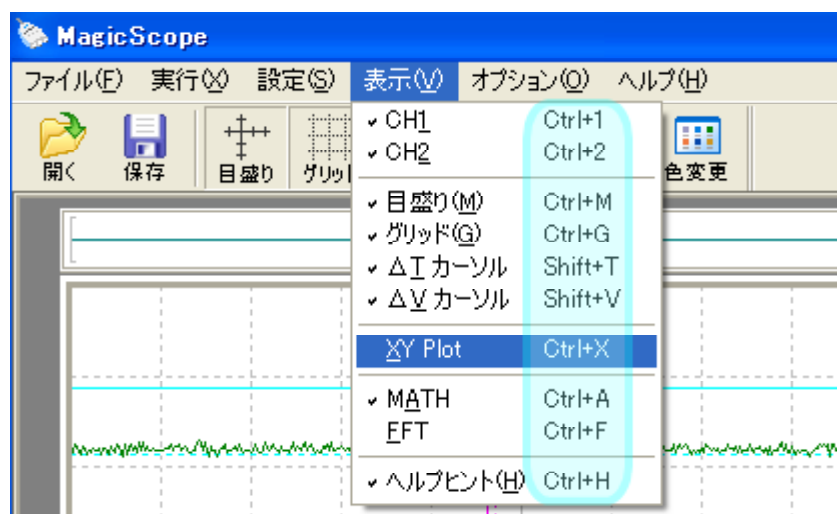 MagicScope
ファイル(F) 実行(X) 設定(S) 表示(V) オプション(O) ヘルプ(H)
開く 保存 目盛り グリッ 色変更
CH1 Ctrl+1
CH2 Ctrl+2
目盛り(M) Ctrl+M
グリッド(G) Ctrl+G
ΔT カーソル Shift+T
ΔV カーソル Shift+V
XY Plot Ctrl+X
MATH Ctrl+A
FFT Ctrl+F
ヘルプヒント(H) Ctrl+H